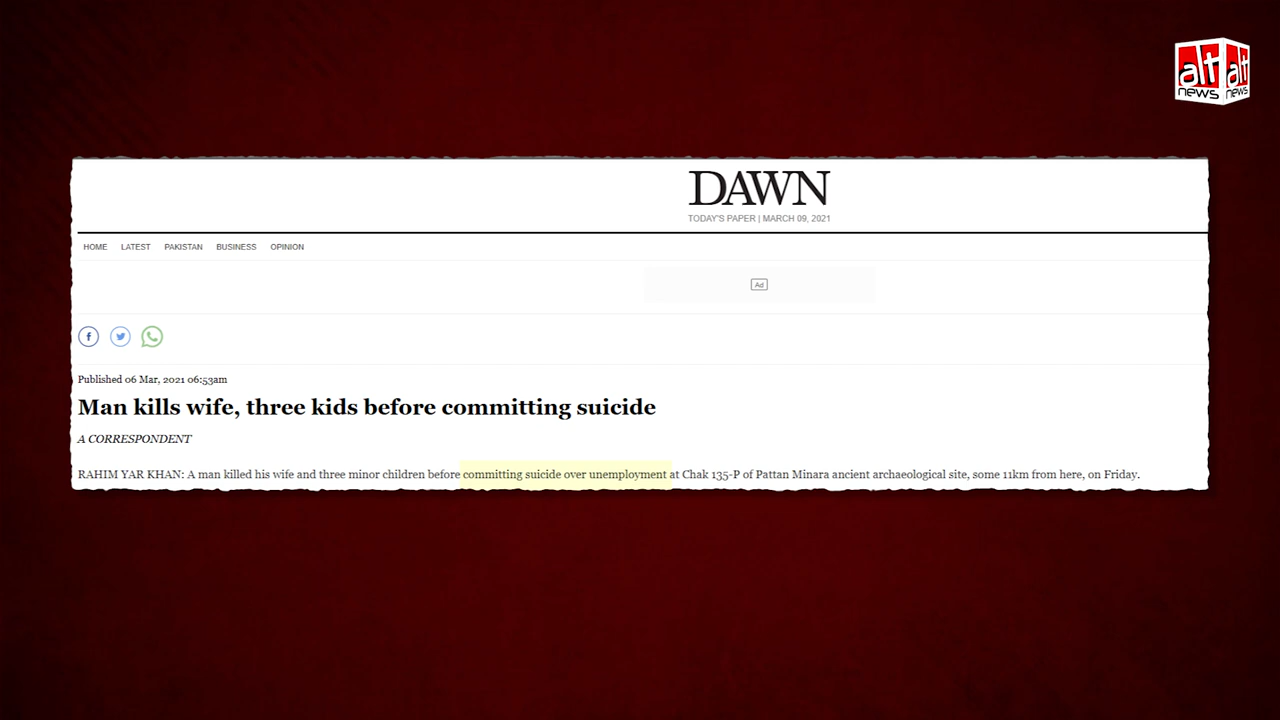 alt alt
news news
DAWN
TODAY'S PAPER | MARCH 09, 2021
HOME LATEST PAKISTAN BUSINESS OPINION
Ad
Published 06 Mar, 2021 06:53am
Man kills wife, three kids before committing suicide
A CORRESPONDENT
RAHIM YAR KHAN: A man killed his wife and three minor children before committing suicide over unemployment at Chak 135-P of Pattan Minara ancient archaeological site, some 11km from here, on Friday.